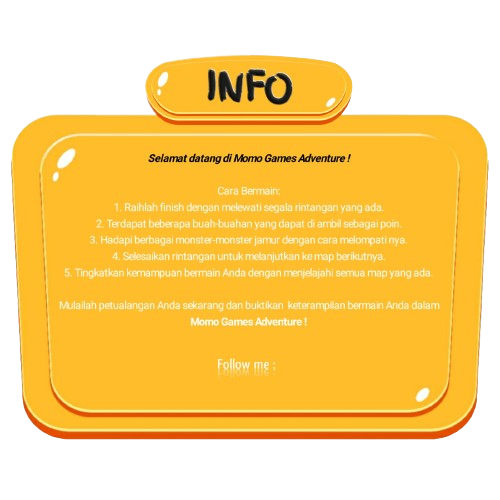 INFO
Selamat datang di Momo Games Adventure !
Cara Bermain:
1. Raihlah finish dengan melewati segala rintangan yang ada.
2. Terdapat beberapa buah-buahan yang dapat di ambil sebagai poin.
3. Hadapi berbagai monster-monster jamur dengan cara melompati nya.
4. Selesaikan rintangan untuk melanjutkan ke map berikutnya.
5. Tingkatkan kemampuan bermain Anda dengan menjelajahi semua map yang ada.
Mulailah petualangan Anda sekarang dan buktikan keterampilan bermain Anda dalam
Momo Games Adventure !
Follow me :